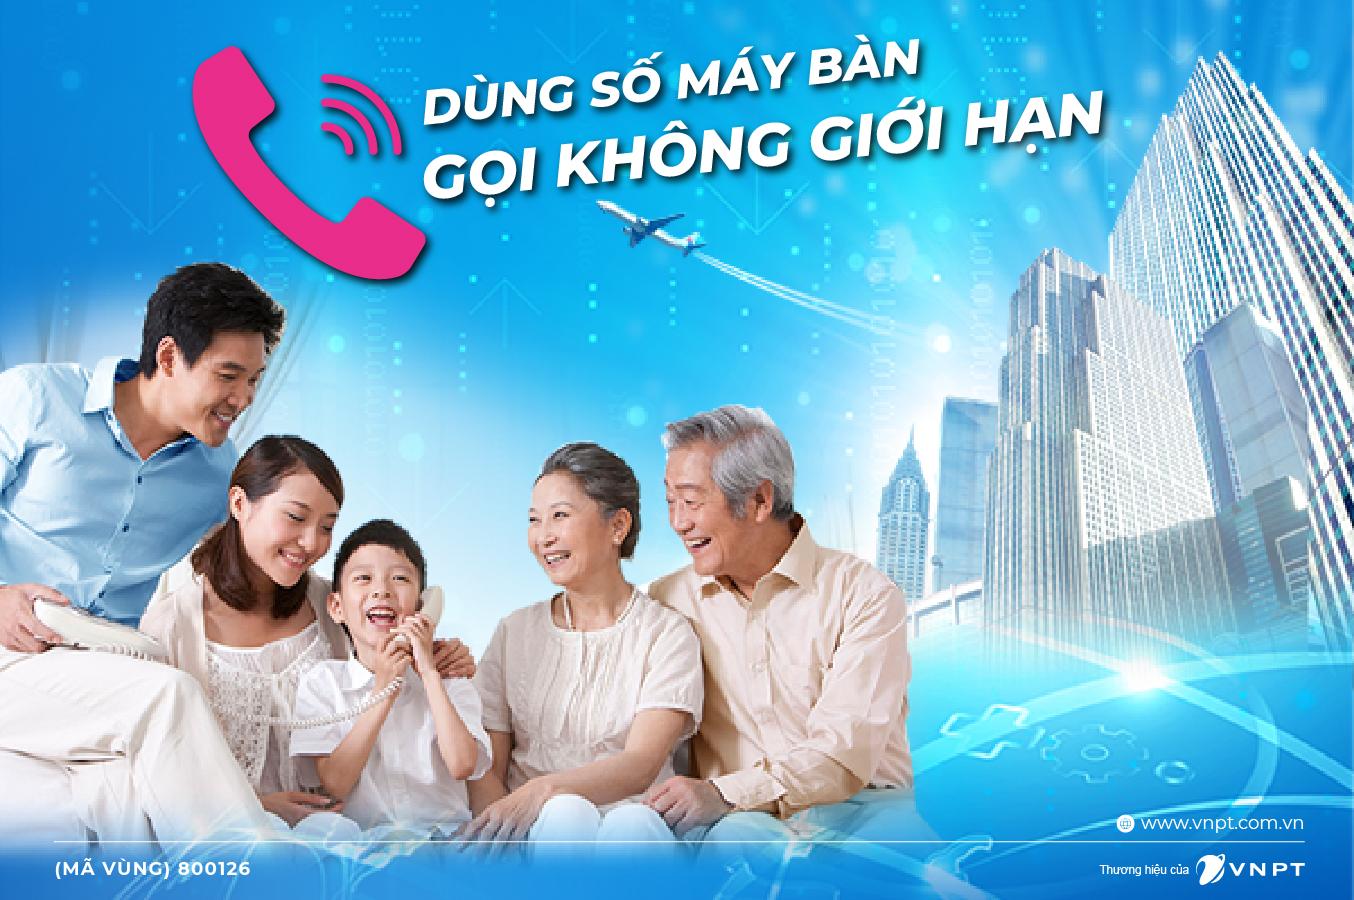 DÙNG SỐ MÁY BÀN
GỌI KHÔNG GIỚI HẠN
www.vnpt.com.vn
(MÃ VÙNG) 800126
Thương hiệu của VNPT